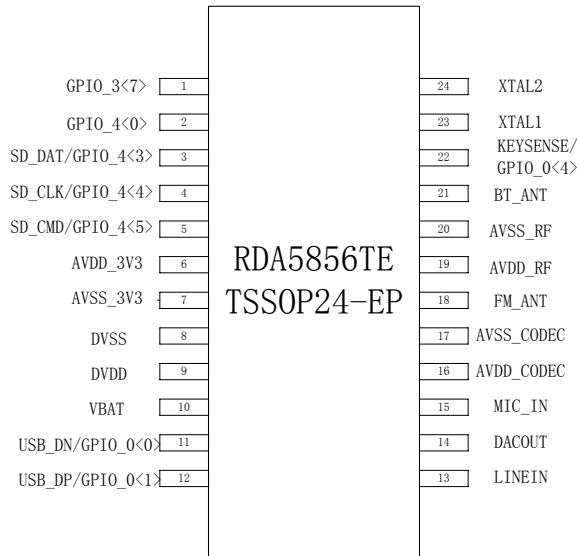 GPIO_3<7> 1
GPIO_4<0> 2
SD_DAT/GPIO_4<3> 3
SD_CLK/GPIO_4<4> 4
SD_CMD/GPIO_4<5> 5
AVDD_3V3 6
AVSS_3V3 7
DVSS 8
DVDD 9
VBAT 10
USB_DN/GPIO_0<0> 11
USB_DP/GPIO_0<1> 12
RDA5856TE
TSSOP24-EP
24 XTAL2
23 XTAL1
22 KEYSENSE/
GPIO_0<4>
21 BT_ANT
20 AVSS_RF
19 AVDD_RF
18 FM_ANT
17 AVSS_CODEC
16 AVDD_CODEC
15 MIC_IN
14 DACOUT
13 LINEIN